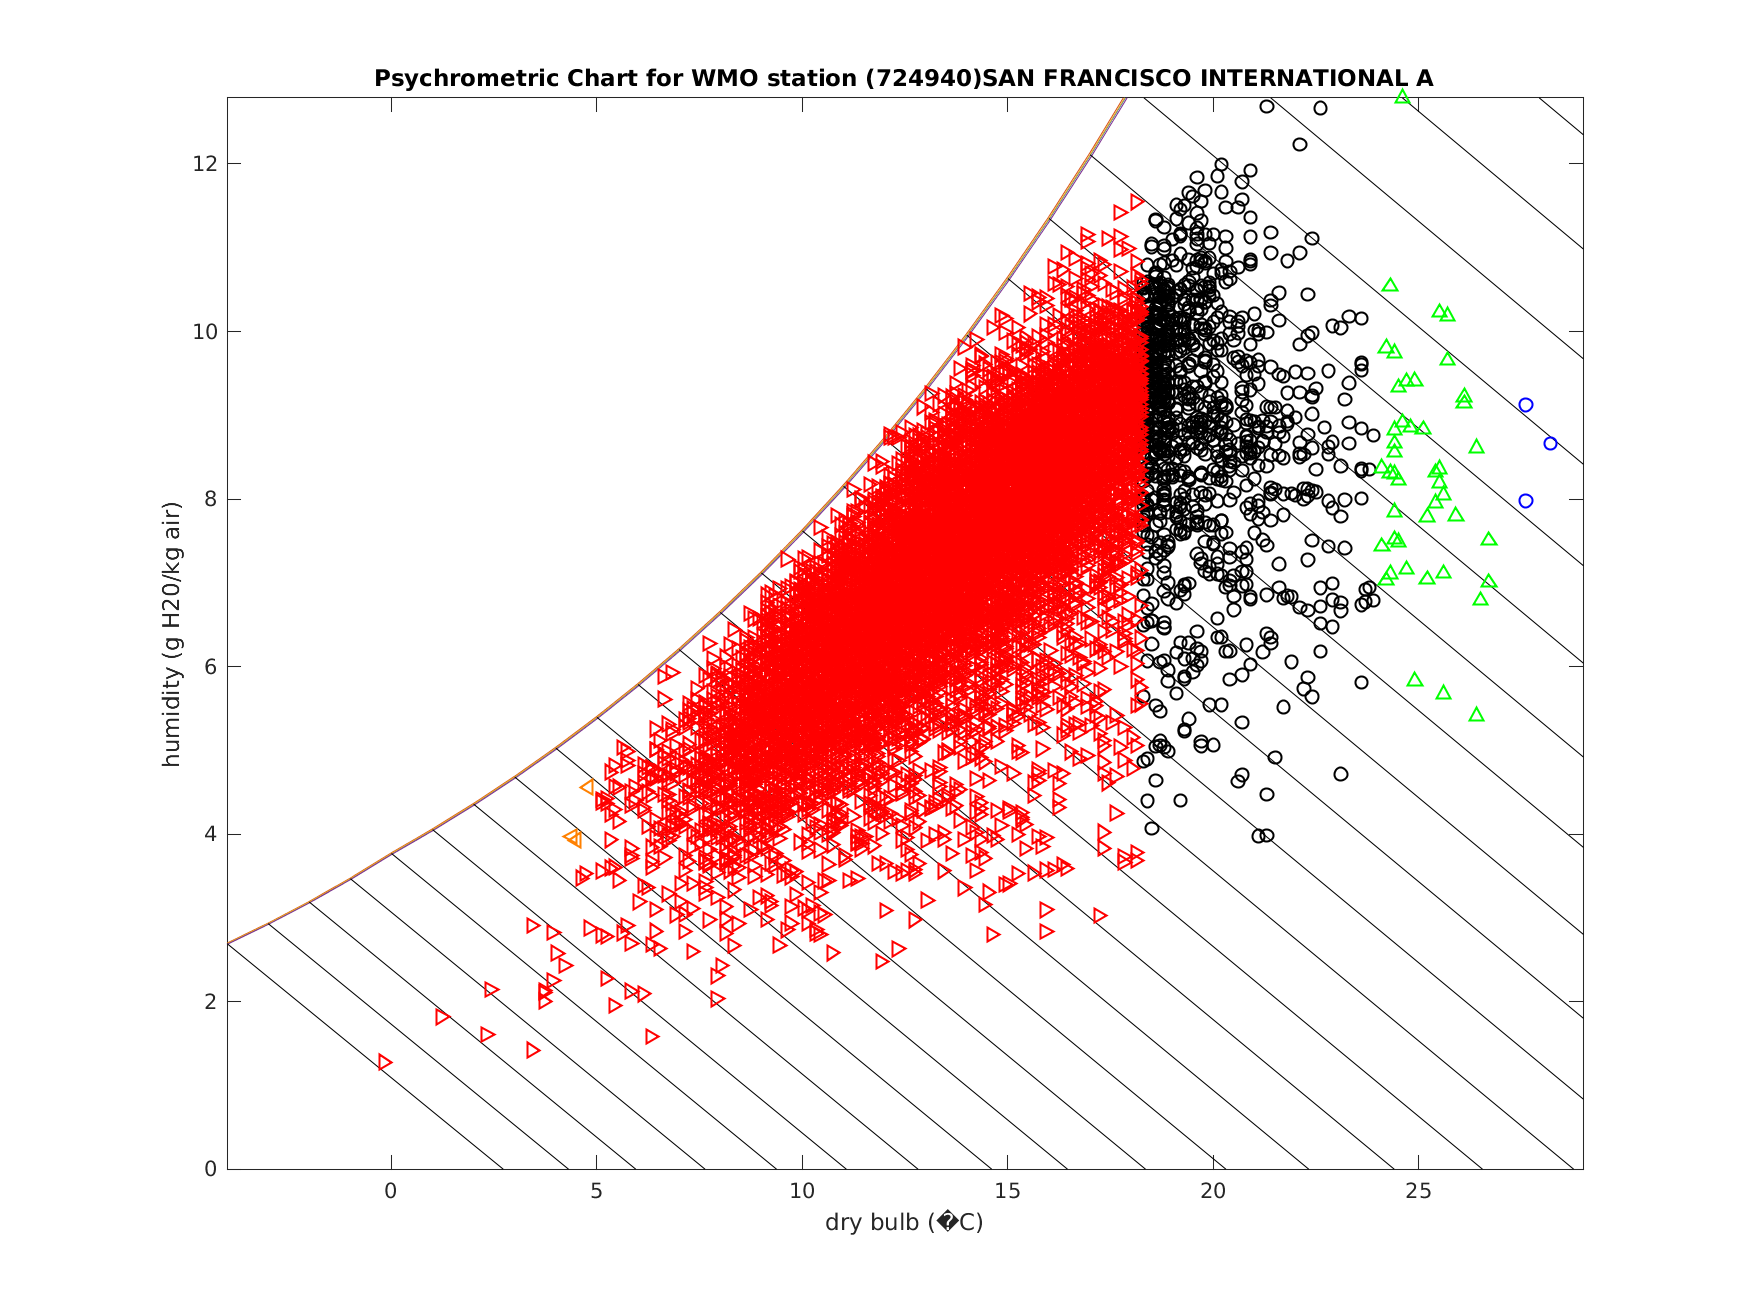 Psychrometric Chart for WMO station (724940)SAN FRANCISCO INTERNATIONAL A
12
10
8
6
4
2
0
humidity (g H20/kg air)
0 5 10 15 20 25
dry bulb (�C)